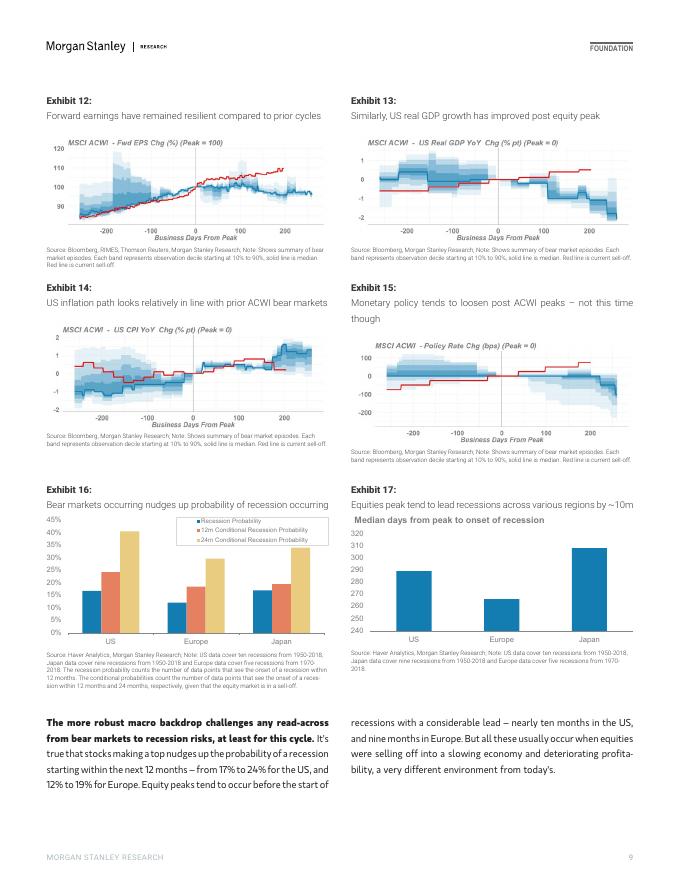 Morgan Stanley | RESEARCH
FOUNDATION
Exhibit 12:
Forward earnings have remained resilient compared to prior cycles
MSCI ACWI - Fwd EPS Chg (%) (Peak = 100)
120
110
100
90
-200 -100 0 100 200
Business Days From Peak
Source: Bloomberg, RIMES, Thomson Reuters, Morgan Stanley Research; Note: Shows summary of bear
market episodes. Each band represents observation decile starting at 10% to 90%, solid line is median.
Red line is current sell-off.
Exhibit 13:
Similarly, US real GDP growth has improved post equity peak
MSCI ACWI - US Real GDP YoY Chg (% pt) (Peak = 0)
1
0
-1
-2
-200 -100 0 100 200
Business Days From Peak
Source: Bloomberg, Morgan Stanley Research; Note: Shows summary of bear market episodes. Each
band represents observation decile starting at 10% to 90%, solid line is median. Red line is current sell-off.
Exhibit 14:
US inflation path looks relatively in line with prior ACWI bear markets
MSCI ACWI - US CPI YoY Chg (% pt) (Peak = 0)
2
1
0
-1
-2
-200 -100 0 100 200
Business Days From Peak
Source: Bloomberg, Morgan Stanley Research; Note: Shows summary of bear market episodes. Each
band represents observation decile starting at 10% to 90%, solid line is median. Red line is current sell-off.
Exhibit 15:
Monetary policy tends to loosen post ACWI peaks – not this time
though
MSCI ACWI - Policy Rate Chg (bps) (Peak = 0)
100
0
-100
-200
-200 -100 0 100 200
Business Days From Peak
Source: Bloomberg, Morgan Stanley Research; Note: Shows summary of bear market episodes. Each
band represents observation decile starting at 10% to 90%, solid line is median. Red line is current sell-off.
Exhibit 16:
Bear markets occurring nudges up probability of recession occurring
45%
40%
35%
30%
25%
20%
15%
10%
5%
0%
Recession Probability
12m Conditional Recession Probability
24m Conditional Recession Probability
US Europe Japan
Source: Haver Analytics, Morgan Stanley Research; Note: US data cover ten recessions from 1950-2018,
Japan data cover nine recessions from 1950-2018 and Europe data cover five recessions from 1970-
2018. The recession probability counts the number of data points that see the onset of a recession within
12 months. The conditional probabilities count the number of data points that see the onset of a reces-
sion within 12 months and 24 months, respectively, given that the equity market is in a sell-off.
Exhibit 17:
Equities peak tend to lead recessions across various regions by ~10m
Median days from peak to onset of recession
320
310
300
290
280
270
260
250
240
US Europe Japan
Source: Haver Analytics, Morgan Stanley Research; Note: US data cover ten recessions from 1950-2018,
Japan data cover nine recessions from 1950-2018 and Europe data cover five recessions from 1970-
2018.
The more robust macro backdrop challenges any read-across
from bear markets to recession risks, at least for this cycle. It's
true that stocks making a top nudges up the probability of a recession
starting within the next 12 months – from 17% to 24% for the US, and
12% to 19% for Europe. Equity peaks tend to occur before the start of
recessions with a considerable lead – nearly ten months in the US,
and nine months in Europe. But all these usually occur when equities
were selling off into a slowing economy and deteriorating profita-
bility, a very different environment from today's.
MORGAN STANLEY RESEARCH
9